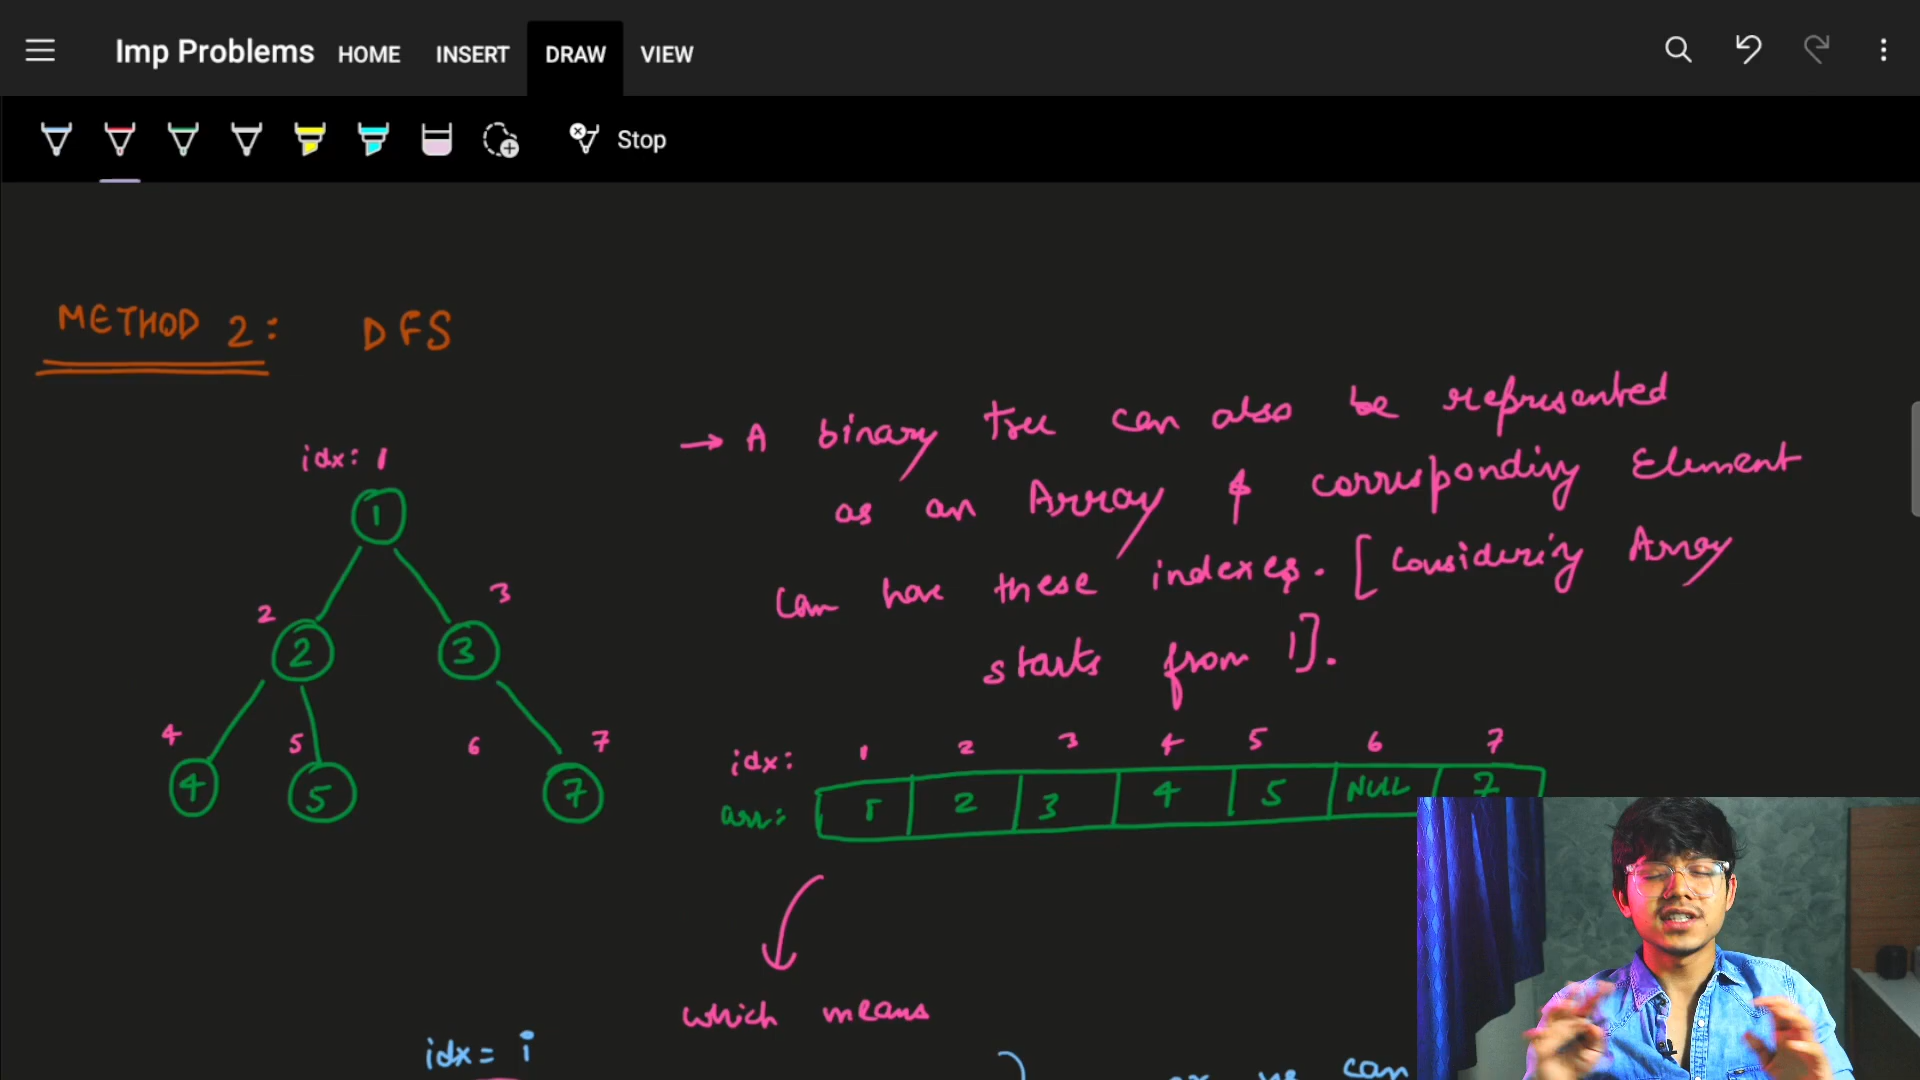 Imp Problems HOME INSERT DRAW VIEW
Stop
METHOD 2: DFS
→ A binary tree can also be represented
as an Array & corresponding Element
can have these indexes. [Considering Array
starts from 1].
idx: 1
1
2 3
2 3
4 5 6 7
4 5 7
idx: 1 2 3 4 5 6 7
arr: 1 2 3 4 5 NULL 7
which means
idx = i
we can